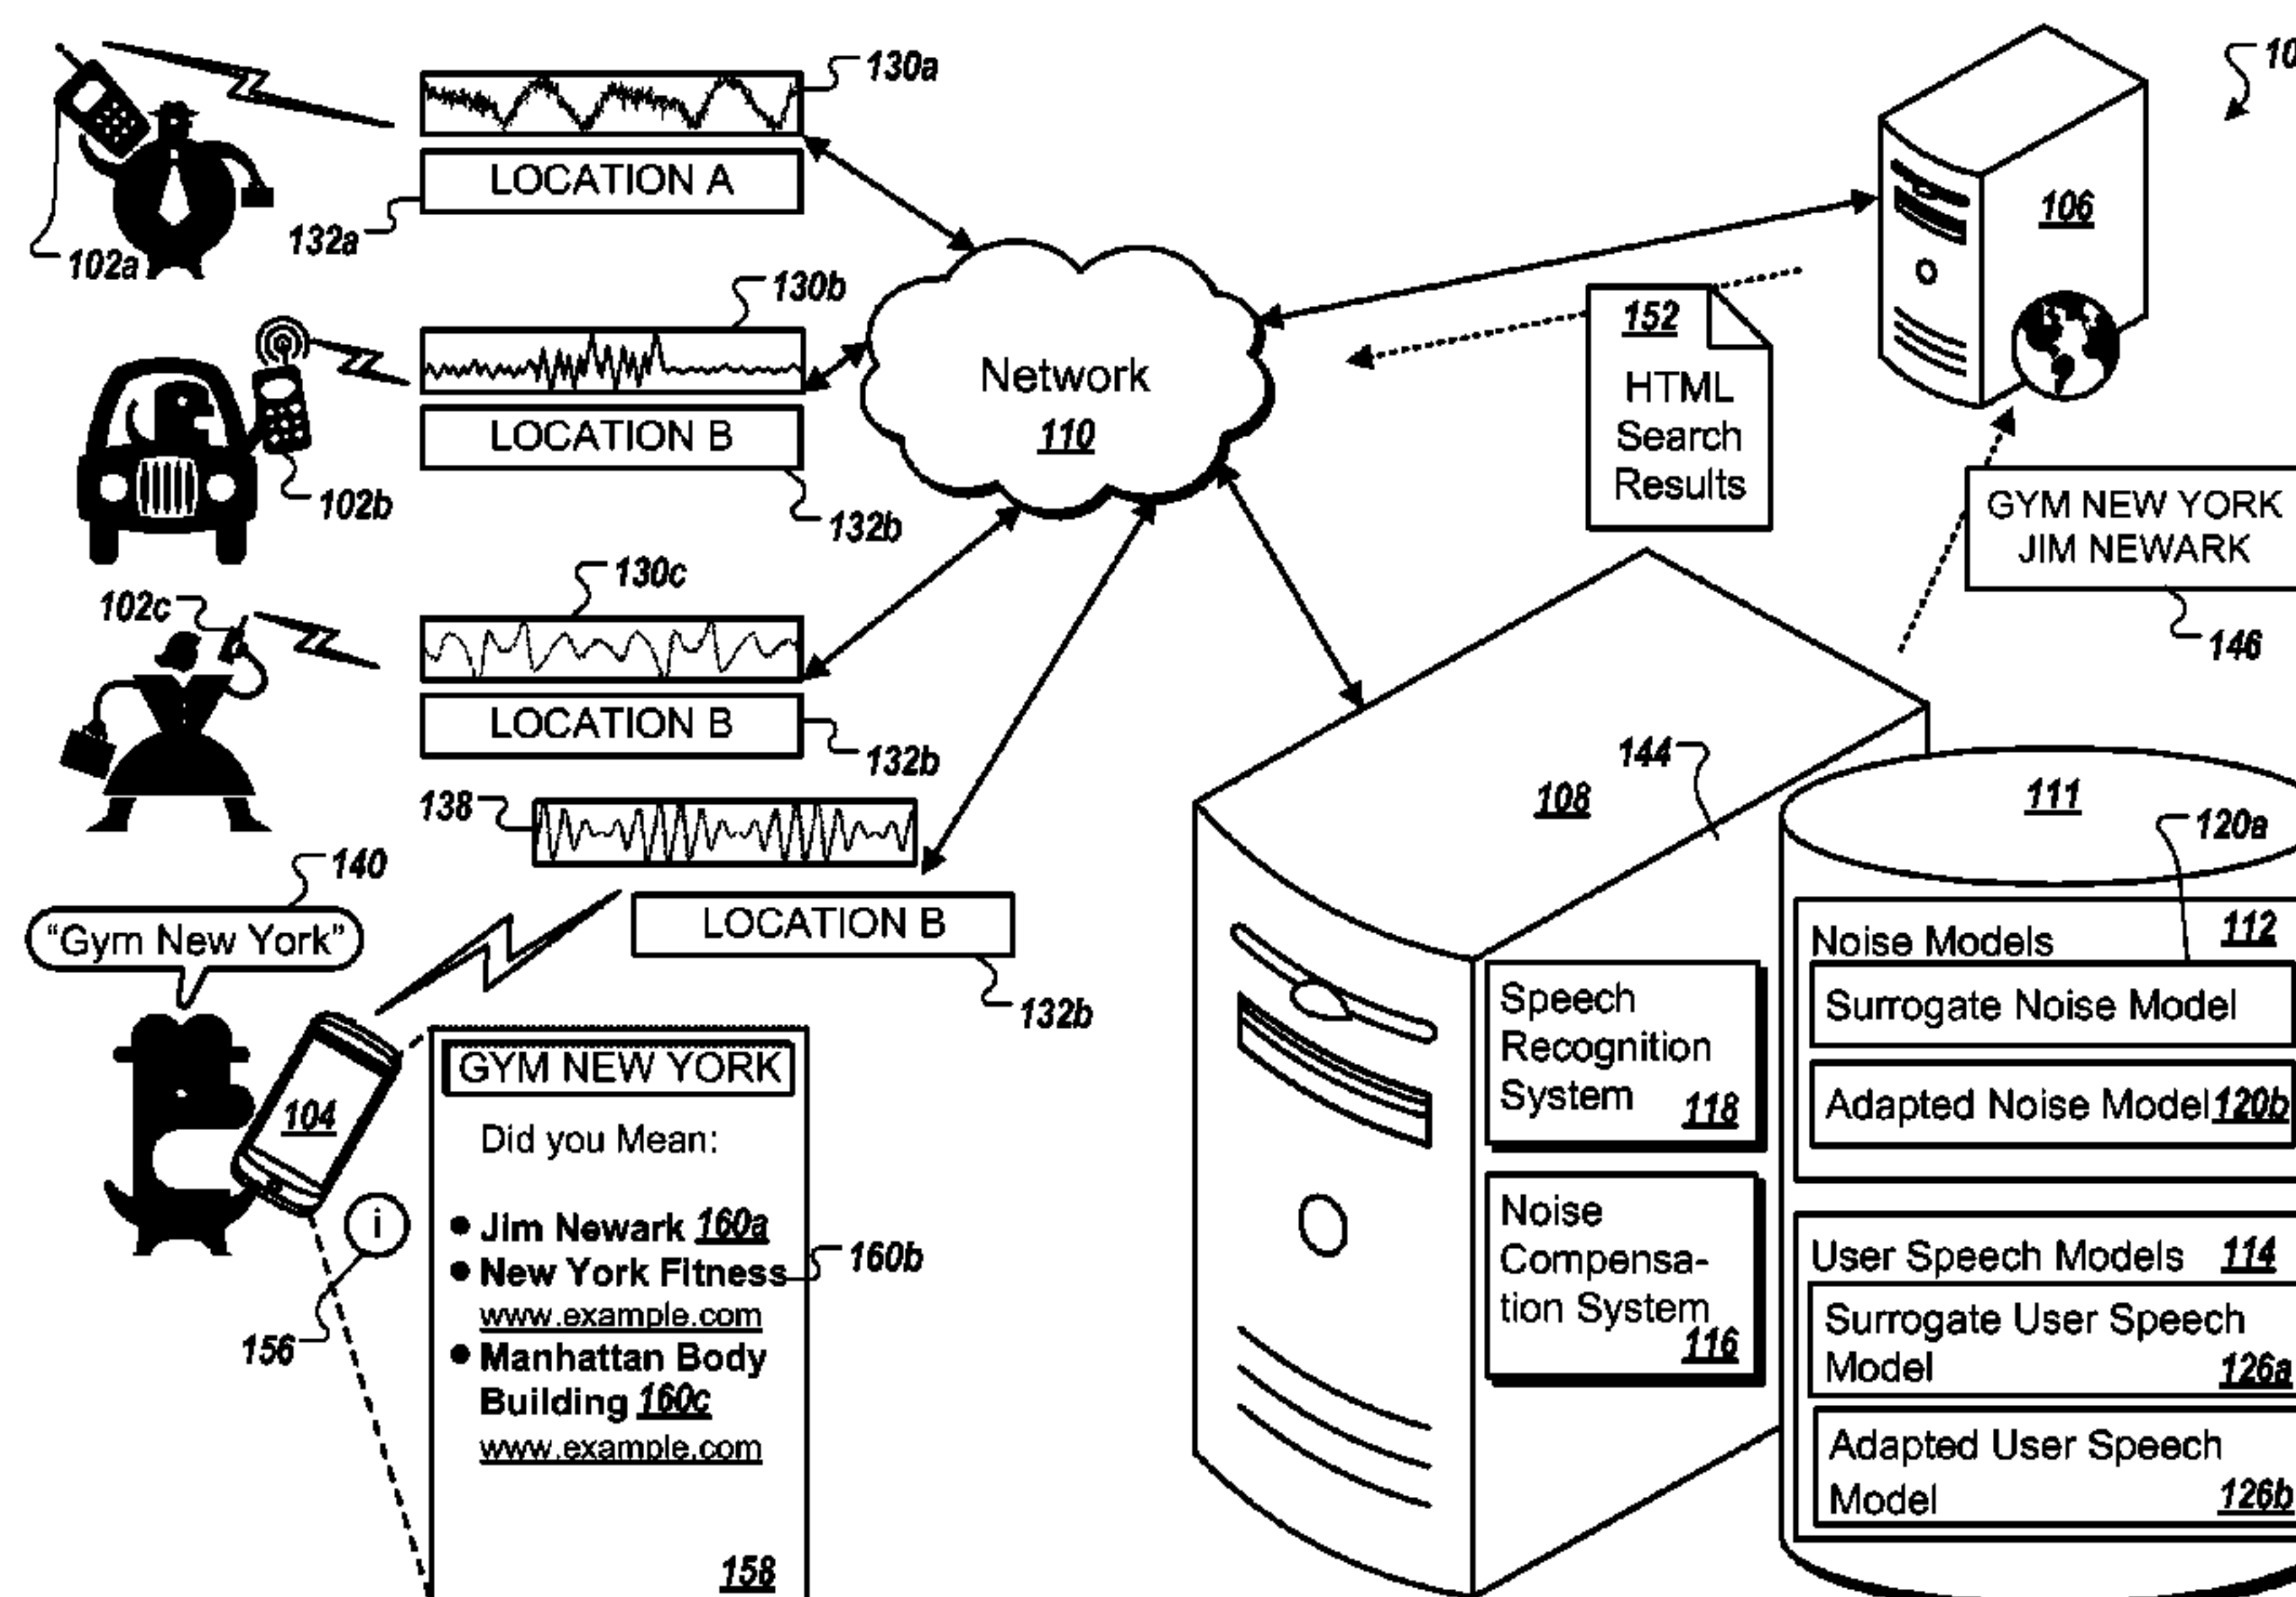 130a
LOCATION A
132a
102a
106
130b
LOCATION B
102b
132b
Network
110
152
HTML
Search
Results
GYM NEW YORK
JIM NEWARK
146
130c
102c
LOCATION B
132b
138
LOCATION B
132b
140
"Gym New York"
104
156
GYM NEW YORK
Did you Mean:
• Jim Newark 160a
• New York Fitness
160b
www.example.com
• Manhattan Body
Building 160c
www.example.com
158
144
108
Speech
Recognition
System 118
Noise
Compensa-
tion System
116
111
120a
Noise Models 112
Surrogate Noise Model
Adapted Noise Model 120b
User Speech Models 114
Surrogate User Speech
Model 126a
Adapted User Speech
Model 126b